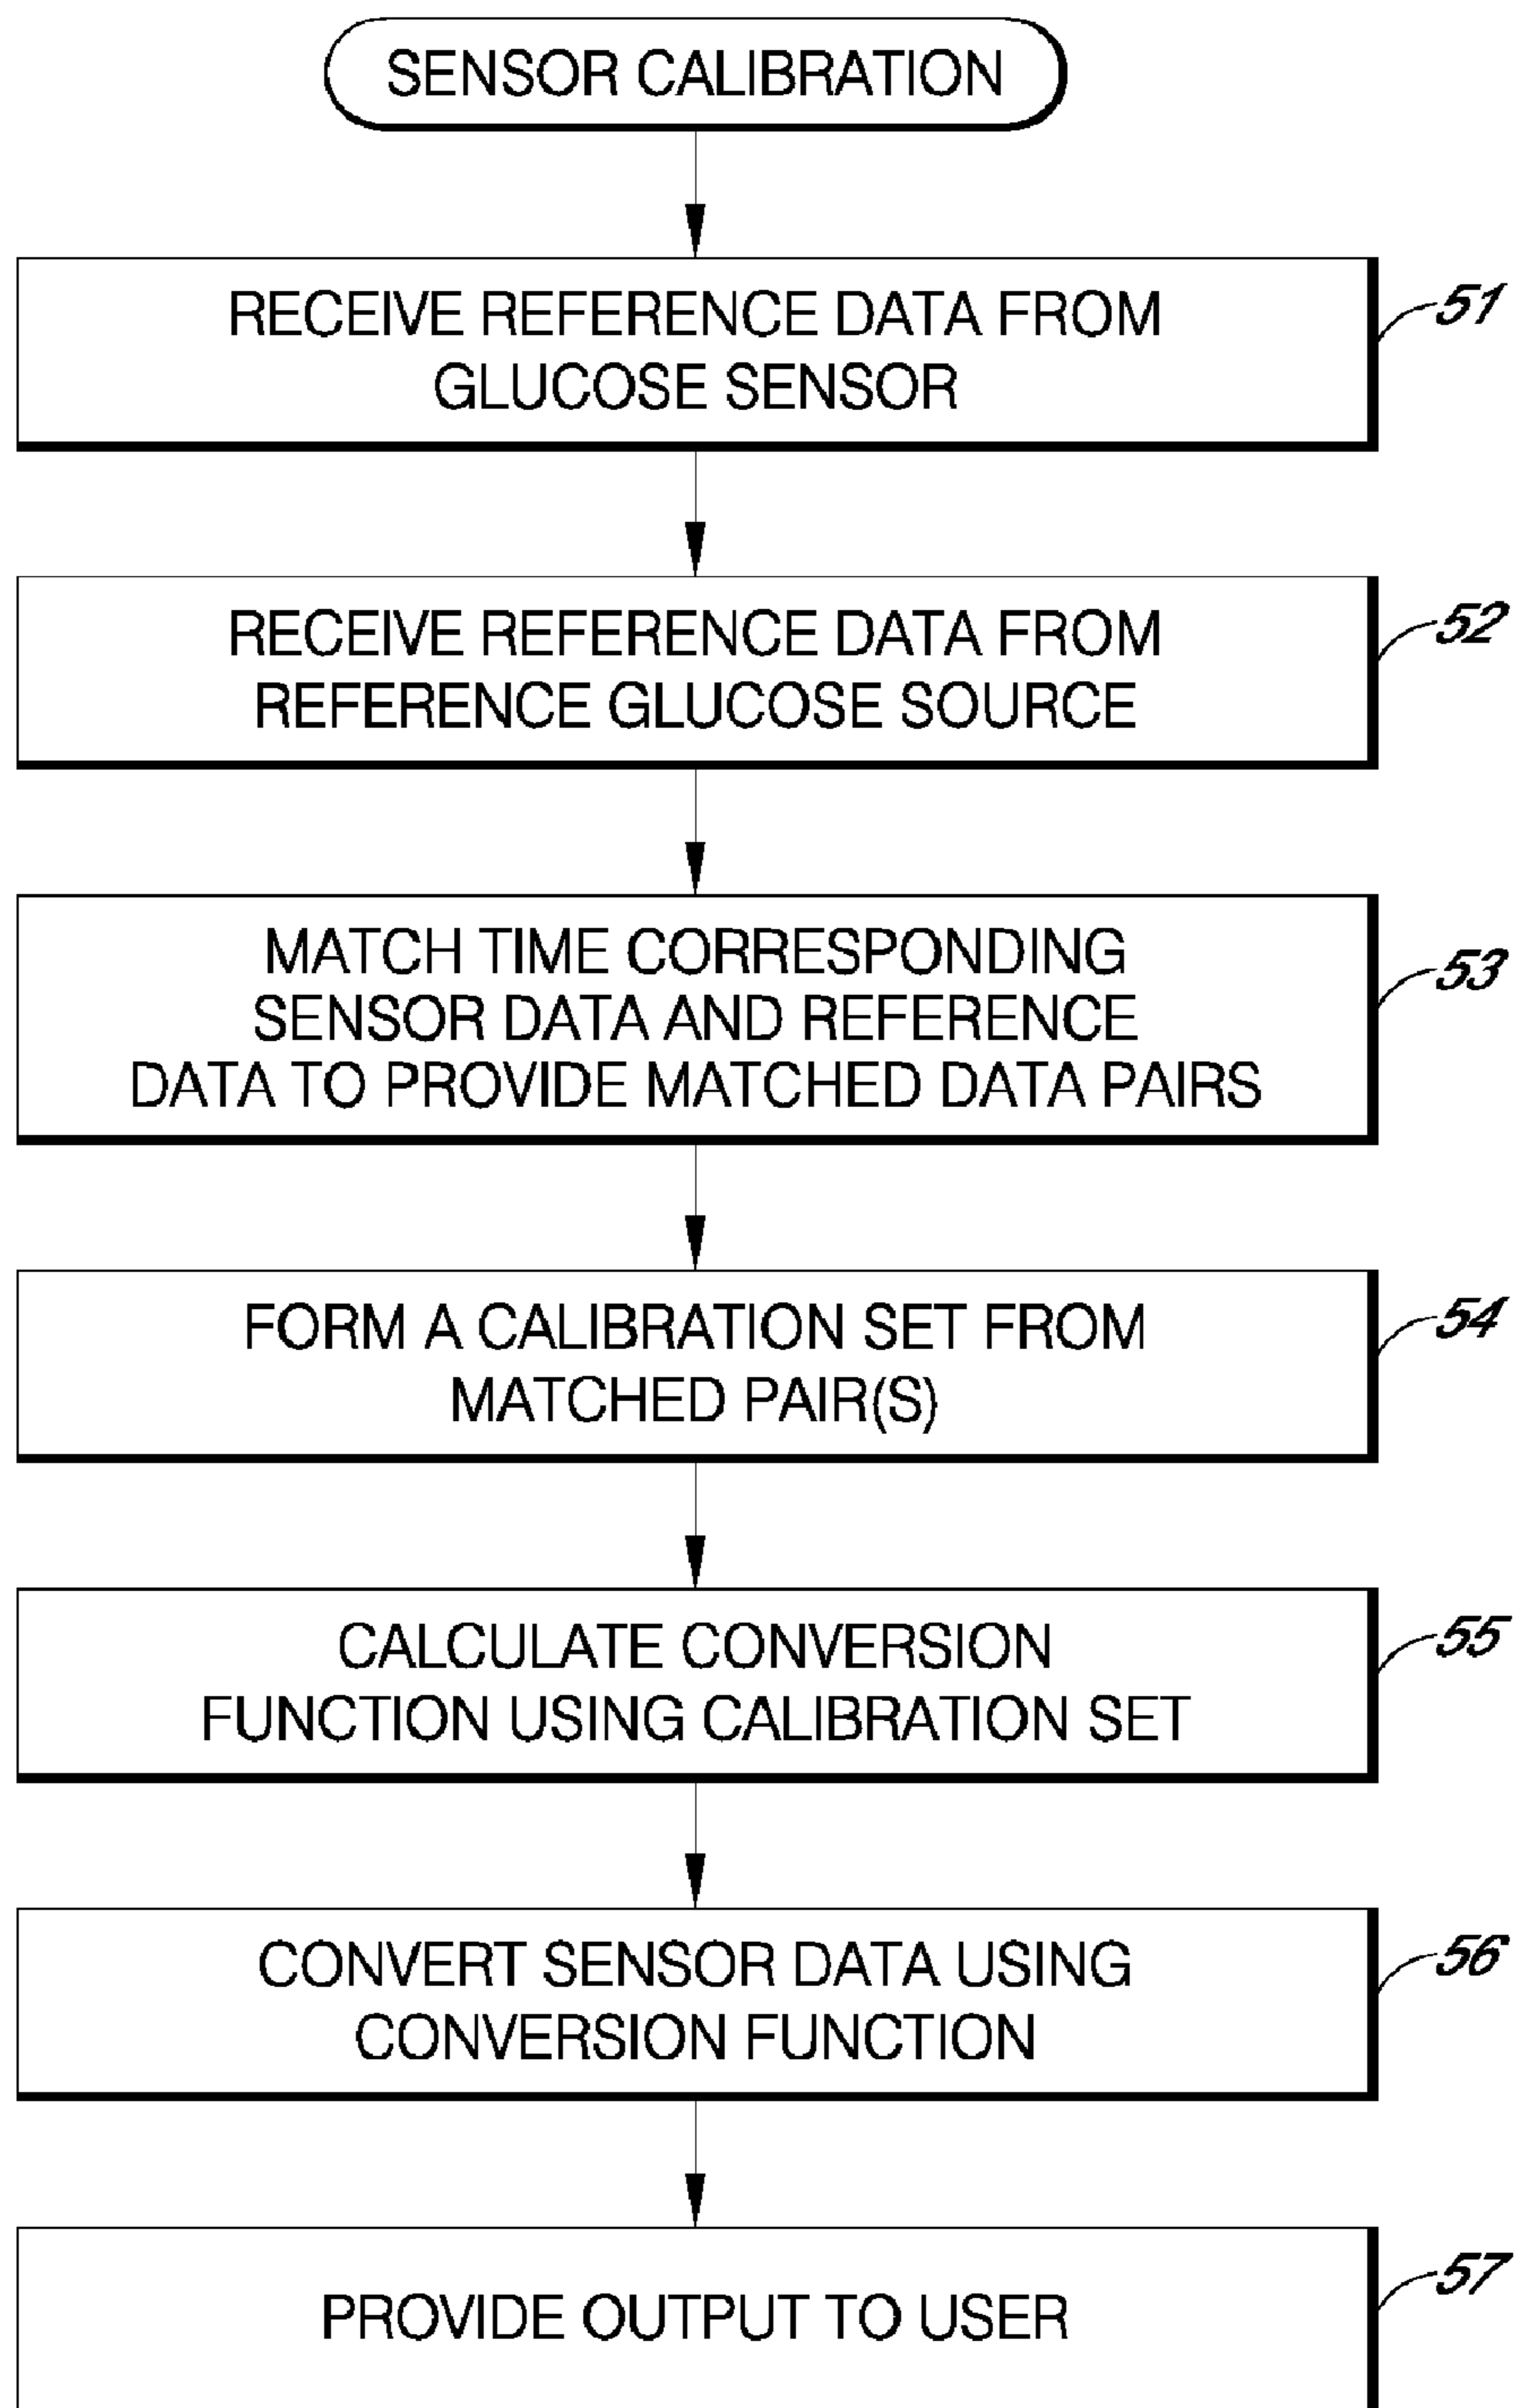 SENSOR CALIBRATION
RECEIVE REFERENCE DATA FROM
GLUCOSE SENSOR
51
RECEIVE REFERENCE DATA FROM
REFERENCE GLUCOSE SOURCE
52
MATCH TIME CORRESPONDING
SENSOR DATA AND REFERENCE
DATA TO PROVIDE MATCHED DATA PAIRS
53
FORM A CALIBRATION SET FROM
MATCHED PAIR(S)
54
CALCULATE CONVERSION
FUNCTION USING CALIBRATION SET
55
CONVERT SENSOR DATA USING
CONVERSION FUNCTION
56
PROVIDE OUTPUT TO USER
57